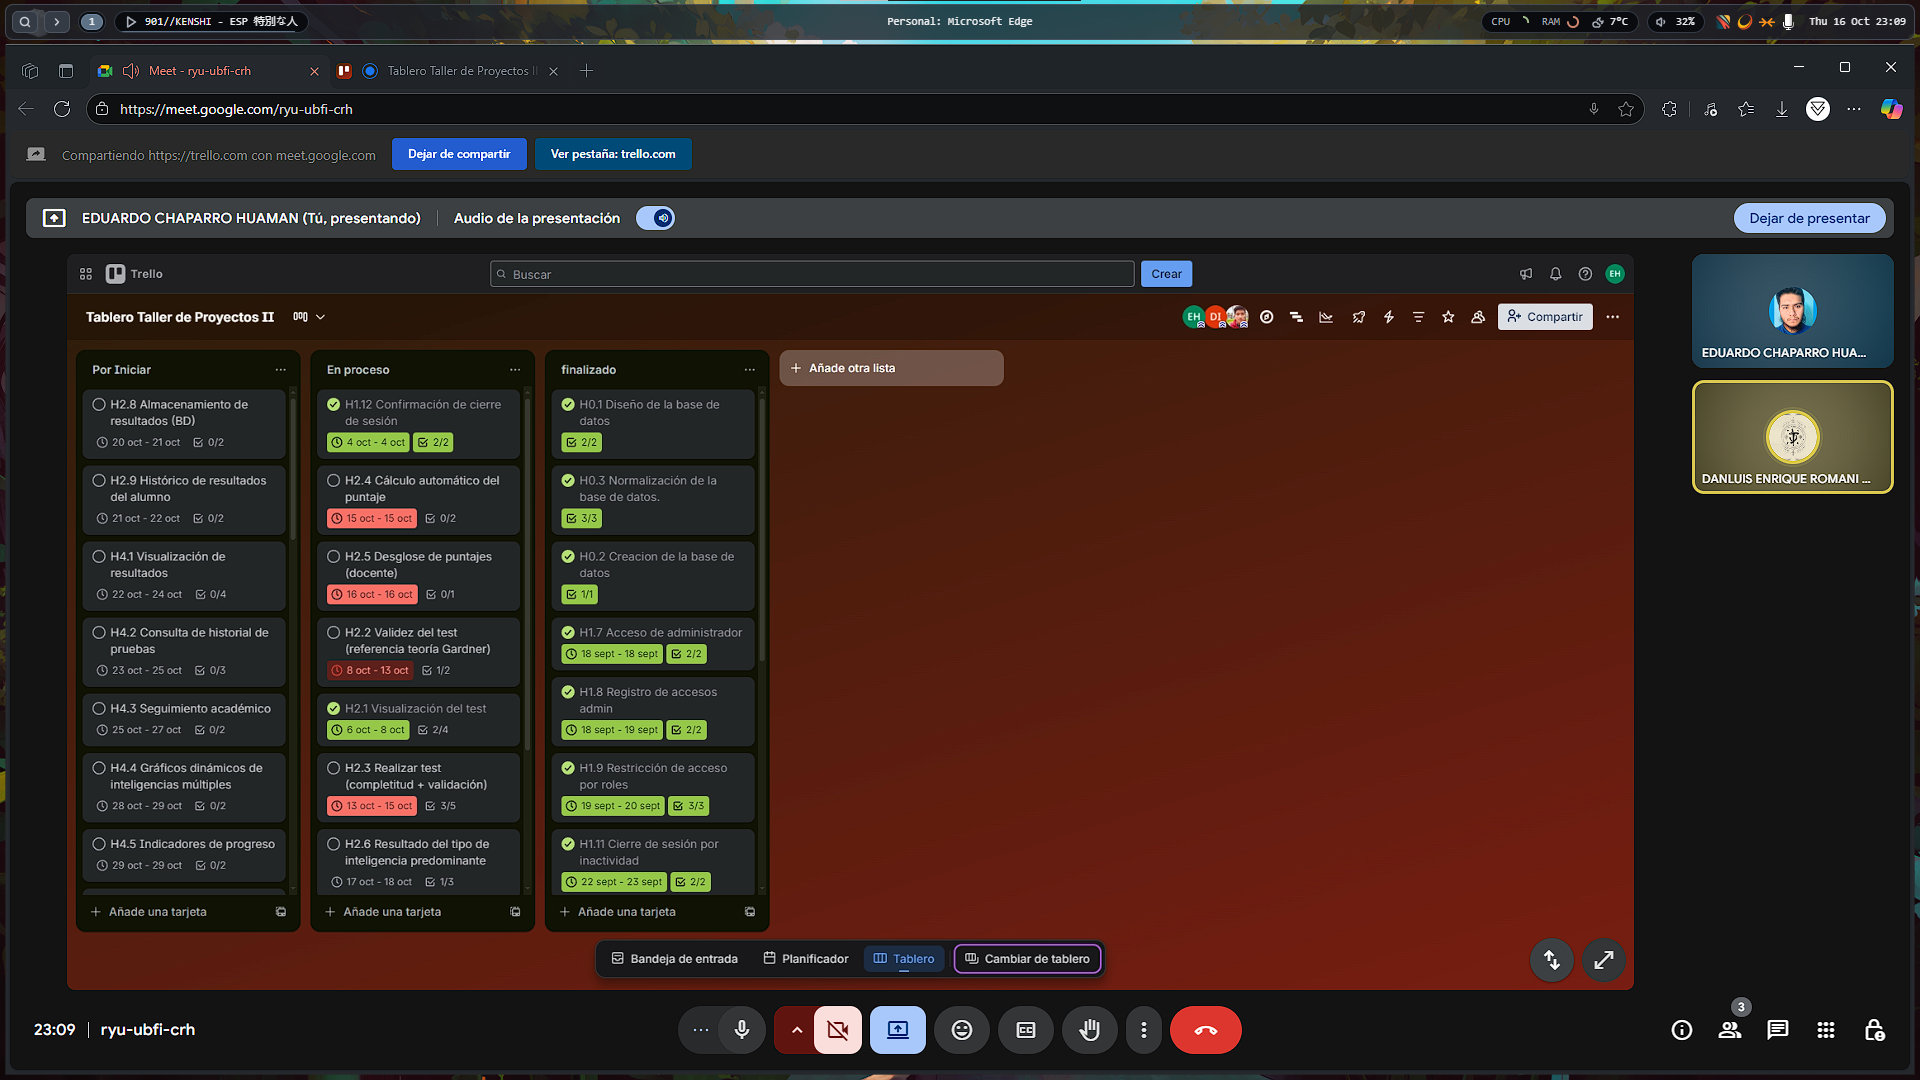 1
901//KENSHI - ESP 特別な人
Personal: Microsoft Edge
CPU
RAM
7°C
32%
Thu 16 Oct 23:09
Meet - ryu-ubfi-crh
Tablero Taller de Proyectos II
https://meet.google.com/ryu-ubfi-crh
Compartiendo https://trello.com con meet.google.com
Dejar de compartir
Ver pestaña: trello.com
EDUARDO CHAPARRO HUAMAN (Tú, presentando)
Audio de la presentación
Dejar de presentar
Trello
Buscar
Crear
EH
Tablero Taller de Proyectos II
EH
DI
Compartir
Por Iniciar
H2.8 Almacenamiento de
resultados (BD)
20 oct - 21 oct
0/2
H2.9 Histórico de resultados
del alumno
21 oct - 22 oct
0/2
H4.1 Visualización de
resultados
22 oct - 24 oct
0/4
H4.2 Consulta de historial de
pruebas
23 oct - 25 oct
0/3
H4.3 Seguimiento académico
25 oct - 27 oct
0/2
H4.4 Gráficos dinámicos de
inteligencias múltiples
28 oct - 29 oct
0/2
H4.5 Indicadores de progreso
29 oct - 29 oct
0/2
Añade una tarjeta
En proceso
H1.12 Confirmación de cierre
de sesión
4 oct - 4 oct
2/2
H2.4 Cálculo automático del
puntaje
15 oct - 15 oct
0/2
H2.5 Desglose de puntajes
(docente)
16 oct - 16 oct
0/1
H2.2 Validez del test
(referencia teoría Gardner)
8 oct - 13 oct
1/2
H2.1 Visualización del test
6 oct - 8 oct
2/4
H2.3 Realizar test
(completitud + validación)
13 oct - 15 oct
3/5
H2.6 Resultado del tipo de
inteligencia predominante
17 oct - 18 oct
1/3
Añade una tarjeta
finalizado
H0.1 Diseño de la base de
datos
2/2
H0.3 Normalización de la
base de datos.
3/3
H0.2 Creacion de la base de
datos
1/1
H1.7 Acceso de administrador
18 sept - 18 sept
2/2
H1.8 Registro de accesos
admin
18 sept - 19 sept
2/2
H1.9 Restricción de acceso
por roles
19 sept - 20 sept
3/3
H1.11 Cierre de sesión por
inactividad
22 sept - 23 sept
2/2
Añade una tarjeta
Añade otra lista
EDUARDO CHAPARRO HUA...
DANLUIS ENRIQUE ROMANI ...
Bandeja de entrada
Planificador
Tablero
Cambiar de tablero
23:09
ryu-ubfi-crh
3